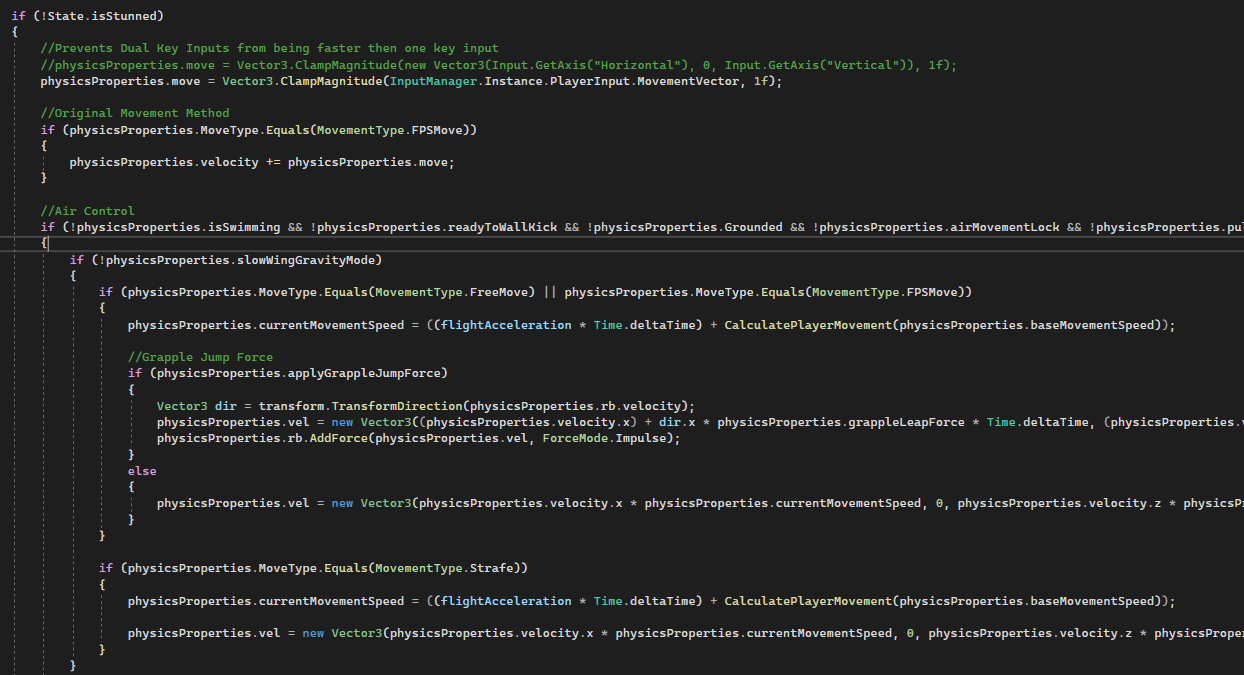 if (!State.isStunned)
{
//Prevents Dual Key Inputs from being faster then one key input
//physicsProperties.move = Vector3.ClampMagnitude(new Vector3(Input.GetAxis("Horizontal"), 0, Input.GetAxis("Vertical")), 1f);
physicsProperties.move = Vector3.ClampMagnitude(InputManager.Instance.PlayerInput.MovementVector, 1f);
//Original Movement Method
if (physicsProperties.MoveType.Equals(MovementType.FPSMove))
{
physicsProperties.velocity += physicsProperties.move;
}
//Air Control
if (!physicsProperties.isSwimming && !physicsProperties.readyToWallKick && !physicsProperties.Grounded && !physicsProperties.airMovementLock && !physicsProperties.pul
{
if (!physicsProperties.slowWingGravityMode)
{
if (physicsProperties.MoveType.Equals(MovementType.FreeMove) || physicsProperties.MoveType.Equals(MovementType.FPSMove))
{
physicsProperties.currentMovementSpeed = ((flightAcceleration * Time.deltaTime) + CalculatePlayerMovement(physicsProperties.baseMovementSpeed));
//Grapple Jump Force
if (physicsProperties.applyGrappleJumpForce)
{
Vector3 dir = transform.TransformDirection(physicsProperties.rb.velocity);
physicsProperties.vel = new Vector3((physicsProperties.velocity.x) + dir.x * physicsProperties.grappleLeapForce * Time.deltaTime, (physicsProperties.v
physicsProperties.rb.AddForce(physicsProperties.vel, ForceMode.Impulse);
}
else
{
physicsProperties.vel = new Vector3(physicsProperties.velocity.x * physicsProperties.currentMovementSpeed, 0, physicsProperties.velocity.z * physicsP
}
}
if (physicsProperties.MoveType.Equals(MovementType.Strafe))
{
physicsProperties.currentMovementSpeed = ((flightAcceleration * Time.deltaTime) + CalculatePlayerMovement(physicsProperties.baseMovementSpeed));
physicsProperties.vel = new Vector3(physicsProperties.velocity.x * physicsProperties.currentMovementSpeed, 0, physicsProperties.velocity.z * physicsProper
}
}